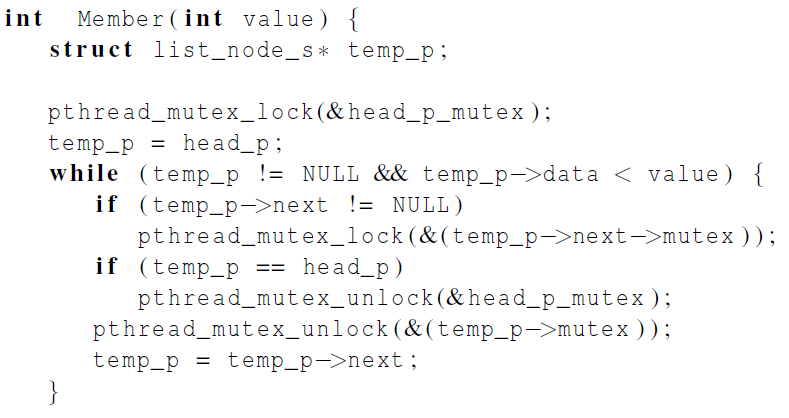 int Member(int value) {
struct list_node_s* temp_p;
pthread_mutex_lock(&head_p_mutex);
temp_p = head_p;
while (temp_p != NULL && temp_p->data < value) {
if (temp_p->next != NULL)
pthread_mutex_lock(&(temp_p->next->mutex));
if (temp_p == head_p)
pthread_mutex_unlock(&head_p_mutex);
pthread_mutex_unlock(&(temp_p->mutex));
temp_p = temp_p->next;
}